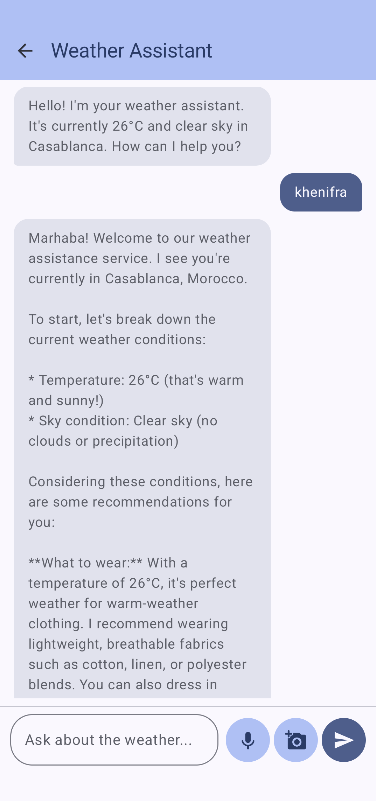 Weather Assistant
Hello! I'm your weather assistant.
It's currently 26°C and clear sky in
Casablanca. How can I help you?
khenifra
Marhaba! Welcome to our weather
assistance service. I see you're
currently in Casablanca, Morocco.
To start, let's break down the
current weather conditions:
* Temperature: 26°C (that's warm
and sunny!)
* Sky condition: Clear sky (no
clouds or precipitation)
Considering these conditions, here
are some recommendations for
you:
**What to wear:** With a
temperature of 26°C, it's perfect
weather for warm-weather
clothing. I recommend wearing
lightweight, breathable fabrics
such as cotton, linen, or polyester
blends. You can also dress in
Ask about the weather...